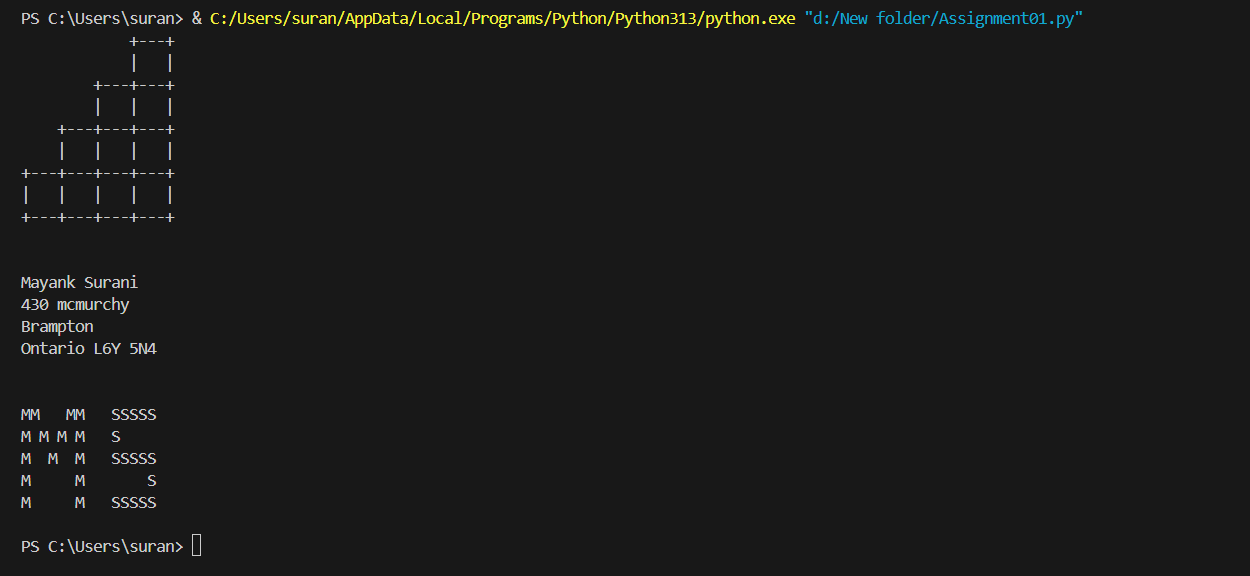 PS C:\Users\suran> & C:/Users/suran/AppData/Local/Programs/Python/Python313/python.exe "d:/New folder/Assignment01.py"
            +---+
            |   |
        +---+---+
        |   |   |
    +---+---+---+
    |   |   |   |
+---+---+---+---+
|   |   |   |   |
+---+---+---+---+
Mayank Surani
430 mcmurchy
Brampton
Ontario L6Y 5N4
MM   MM   SSSSS
M M M M   S
M  M  M   SSSSS
M     M       S
M     M   SSSSS
PS C:\Users\suran>